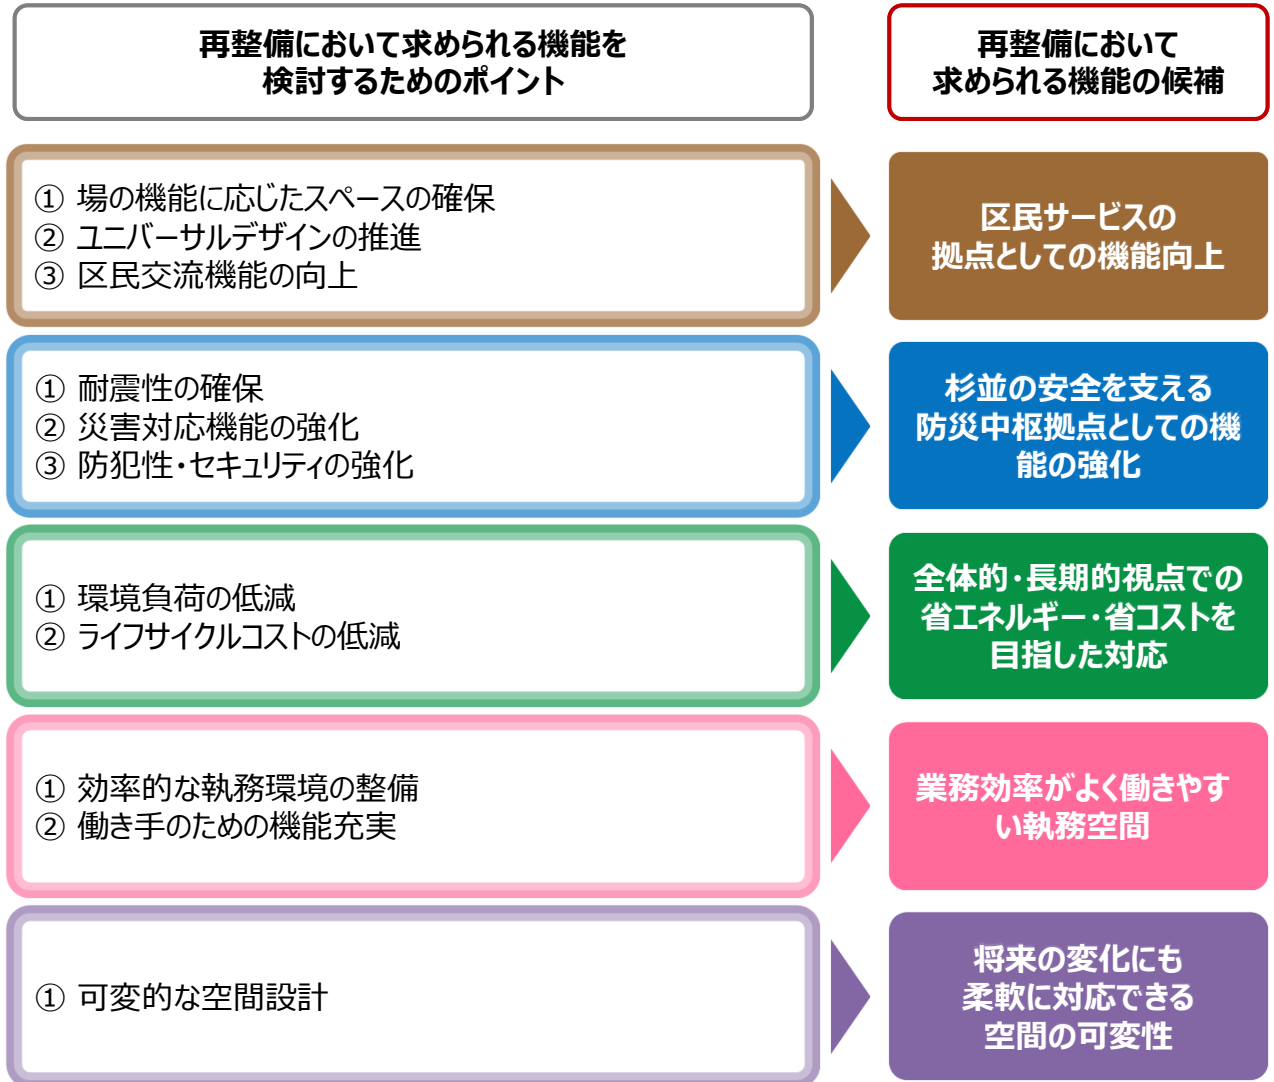 再整備において求められる機能を
検討するためのポイント
再整備において
求められる機能の候補
① 場の機能に応じたスペースの確保
② ユニバーサルデザインの推進
③ 区民交流機能の向上
区民サービスの
拠点としての機能向上
① 耐震性の確保
② 災害対応機能の強化
③ 防犯性・セキュリティの強化
杉並の安全を支える
防災中枢拠点としての機
能の強化
① 環境負荷の低減
② ライフサイクルコストの低減
全体的・長期的視点での
省エネルギー・省コストを
目指した対応
① 効率的な執務環境の整備
② 働き手のための機能充実
業務効率がよく働きやす
い執務空間
① 可変的な空間設計
将来の変化にも
柔軟に対応できる
空間の可変性